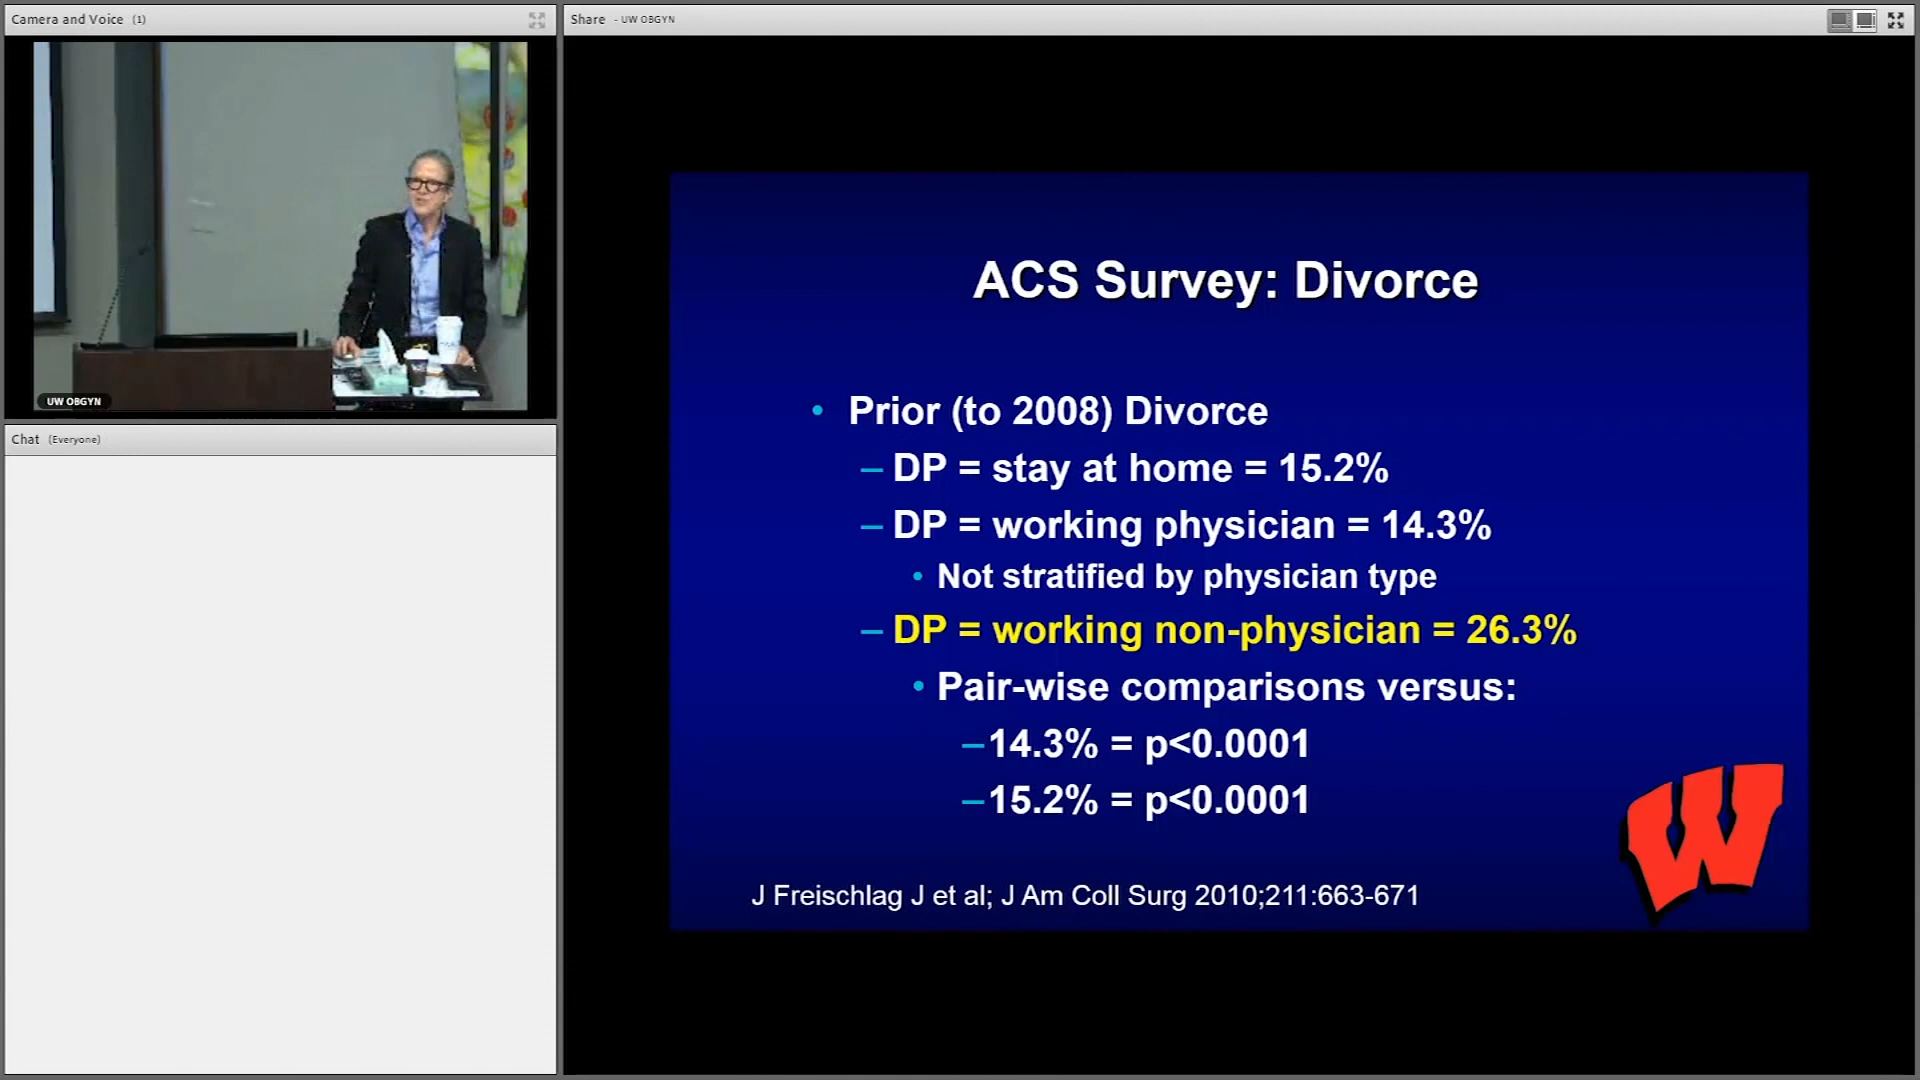 Camera and Voice (1)
UW OBGYN
Chat (Everyone)
Share - UW OBGYN
ACS Survey: Divorce
• Prior (to 2008) Divorce
– DP = stay at home = 15.2%
– DP = working physician = 14.3%
• Not stratified by physician type
– DP = working non-physician = 26.3%
• Pair-wise comparisons versus:
–14.3% = p<0.0001
–15.2% = p<0.0001
J Freischlag J et al; J Am Coll Surg 2010;211:663-671
W